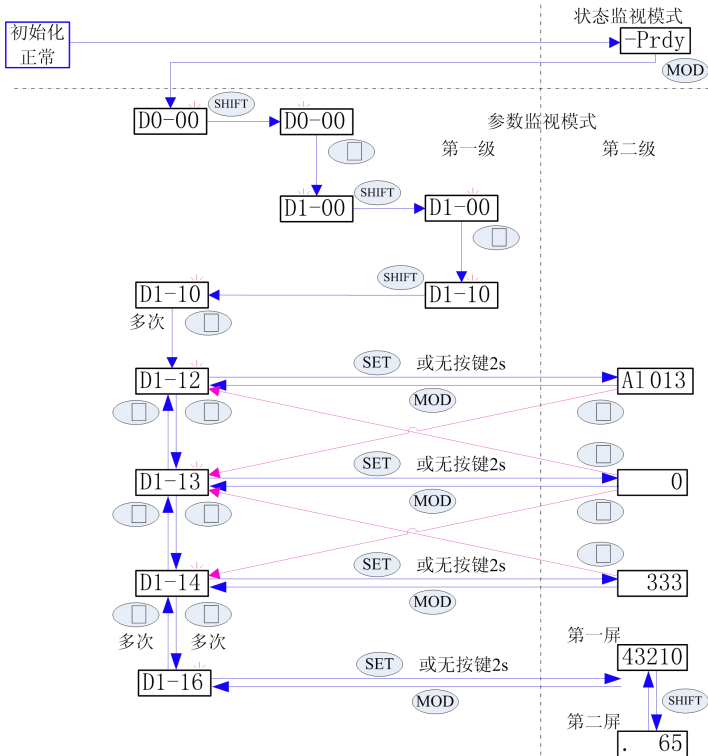 状态监视模式
初始化
正常
-Prdy
MOD
D0-00
SHIFT
D0-00
参数监视模式
第一级
第二级
D1-00
SHIFT
D1-00
SHIFT
D1-10
D1-10
多次
D1-12
SET 或无按键2s
MOD
Al013
D1-13
SET 或无按键2s
MOD
0
D1-14
SET 或无按键2s
MOD
333
多次
多次
D1-16
SET 或无按键2s
MOD
第一屏
43210
SHIFT
第二屏
. 65